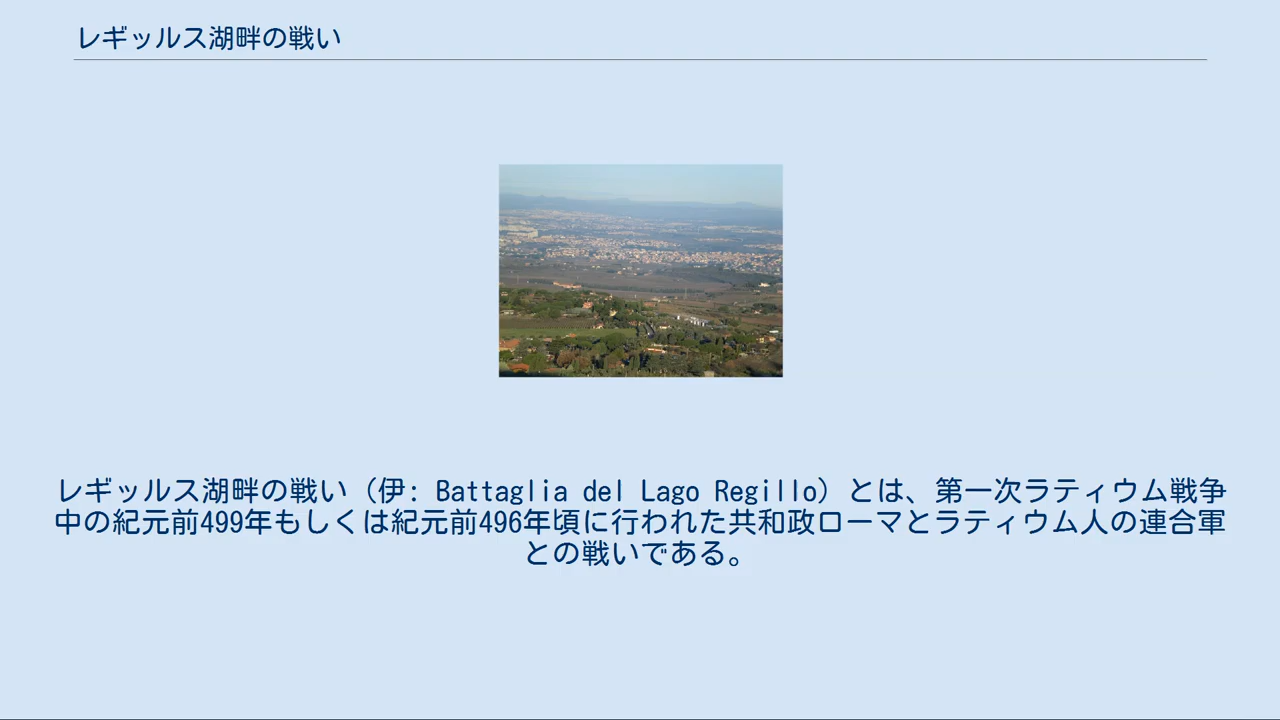 レギッルス湖畔の戦い
レギッルス湖畔の戦い（伊: Battaglia del Lago Regillo）とは、第一次ラティウム戦争
中の紀元前499年もしくは紀元前496年頃に行われた共和政ローマとラティウム人の連合軍
との戦いである。